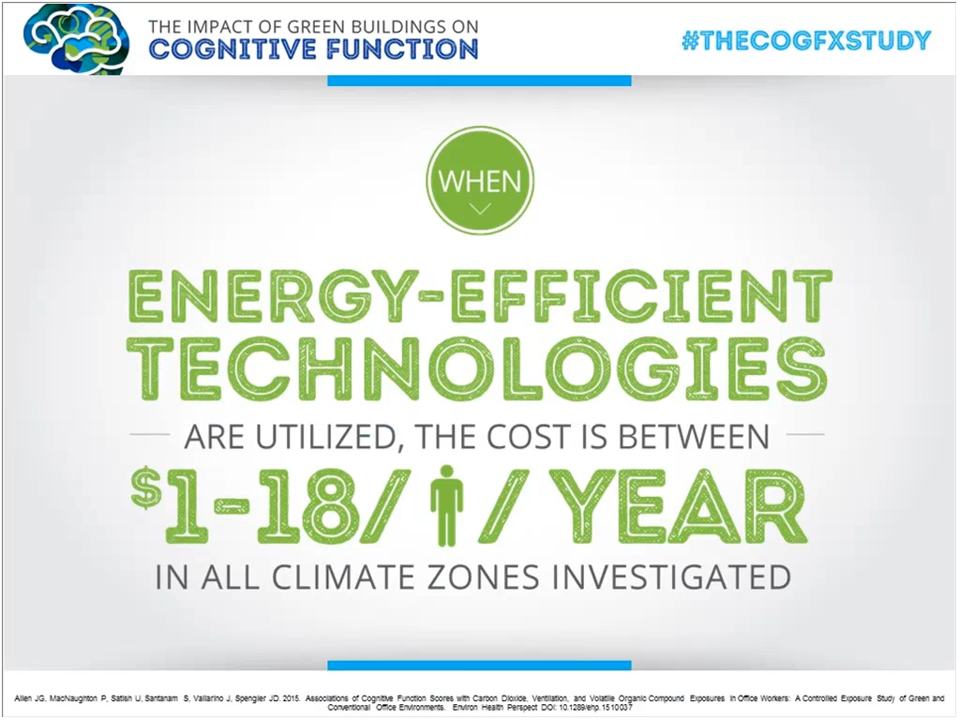 THE IMPACT OF GREEN BUILDINGS ON
COGNITIVE FUNCTION
#THECOGFXSTUDY
WHEN
ENERGY-EFFICIENT
TECHNOLOGIES
ARE UTILIZED, THE COST IS BETWEEN
$1-18/ / YEAR
IN ALL CLIMATE ZONES INVESTIGATED
Allen JG, MacNaughton P, Satish U, Santanam S, Vallarino J, Spengler JD. 2015. Associations of Cognitive Function Scores with Carbon Dioxide, Ventilation, and Volatile Organic Compound Exposures in Office Workers: A Controlled Exposure Study of Green and
Conventional Office Environments. Environ Health Perspect DOI: 10.1289/ehp.1510037